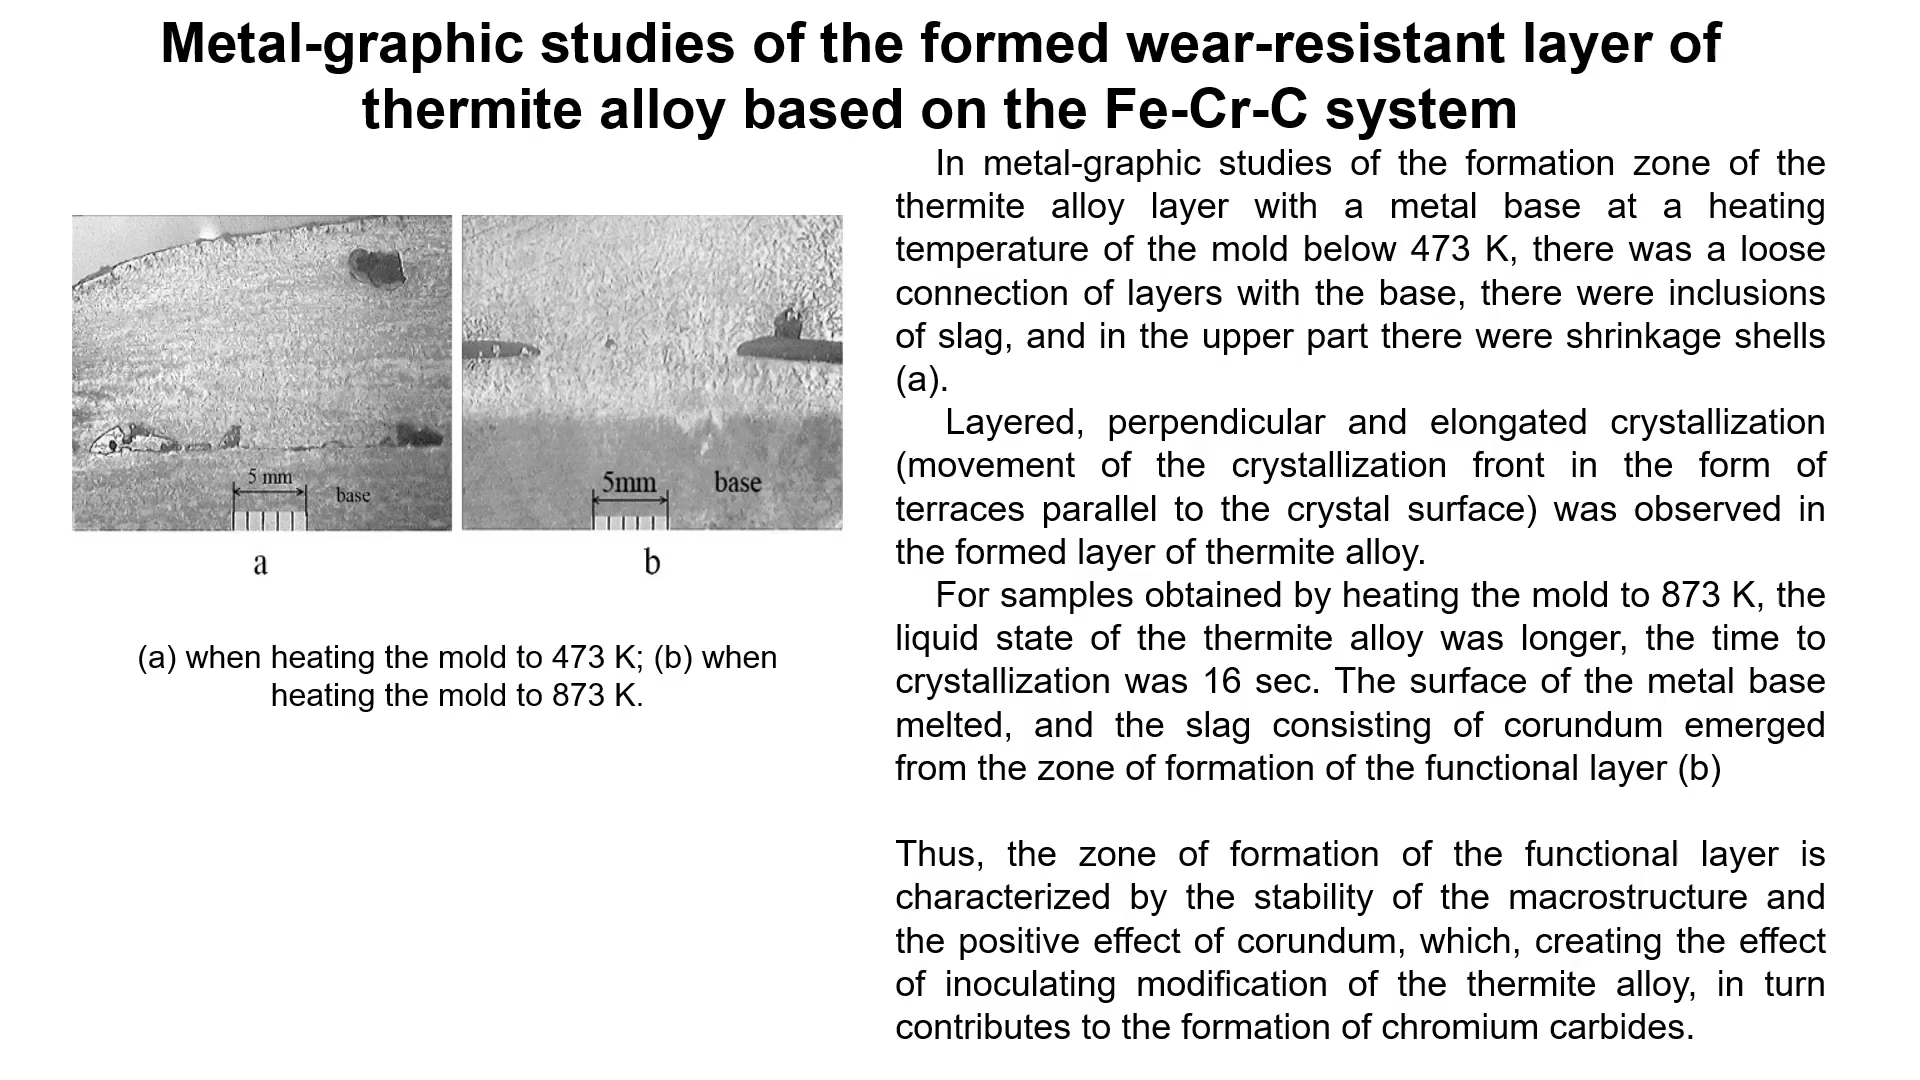 Metal-graphic studies of the formed wear-resistant layer of
thermite alloy based on the Fe-Cr-C system
5 mm
base
a
5mm
base
b
(a) when heating the mold to 473 K; (b) when
heating the mold to 873 K.
In metal-graphic studies of the formation zone of the
thermite alloy layer with a metal base at a heating
temperature of the mold below 473 K, there was a loose
connection of layers with the base, there were inclusions
of slag, and in the upper part there were shrinkage shells
(a).
Layered, perpendicular and elongated crystallization
(movement of the crystallization front in the form of
terraces parallel to the crystal surface) was observed in
the formed layer of thermite alloy.
For samples obtained by heating the mold to 873 K, the
liquid state of the thermite alloy was longer, the time to
crystallization was 16 sec. The surface of the metal base
melted, and the slag consisting of corundum emerged
from the zone of formation of the functional layer (b)
Thus, the zone of formation of the functional layer is
characterized by the stability of the macrostructure and
the positive effect of corundum, which, creating the effect
of inoculating modification of the thermite alloy, in turn
contributes to the formation of chromium carbides.